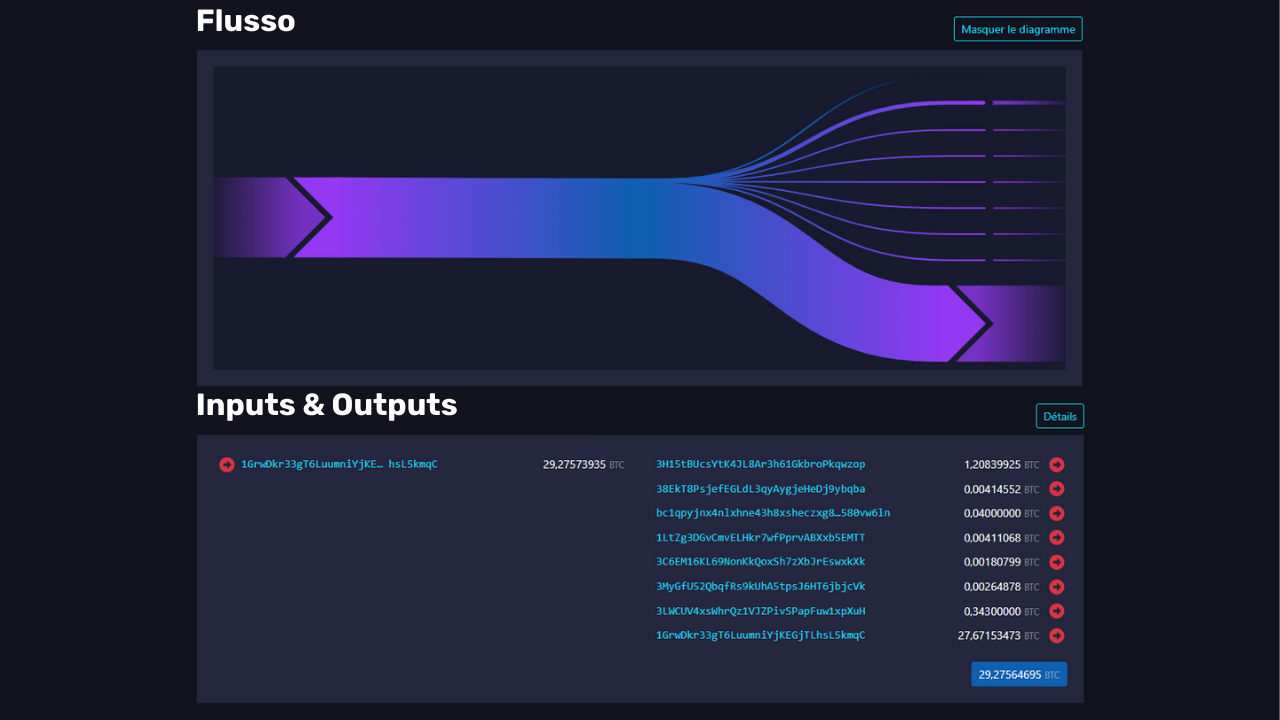 Flusso
Masquer le diagramme
Inputs & Outputs
Détails
1GrwDkr33gT6LuumniYjKE… hsL5kmqC 29,27573935 BTC
3H15tBUcsYtK4JL8Ar3h61GkbroPkqwzop 1,20839925 BTC
38EkT8PsjefEGLdL3qyAygjeHeDj9ybqba 0,00414552 BTC
bc1qpyjnx4nlxhne43h8xsheczxg8…580vw6ln 0,04000000 BTC
1LtZg3DGvCmvELHkr7wfPprvABXxb5EMTT 0,00411068 BTC
3C6EM16KL69NonKkQoxSh7zXbJrEswxkXk 0,00180799 BTC
3MyGfU52QbqfRs9kUhA5tpsJ6HT6jbjcVk 0,00264878 BTC
3LWCUV4xsWhrQz1VJZPivSPapFuw1xpXuH 0,34300000 BTC
1GrwDkr33gT6LuumniYjKEGjTLhsL5kmqC 27,67153473 BTC
29,27564695 BTC